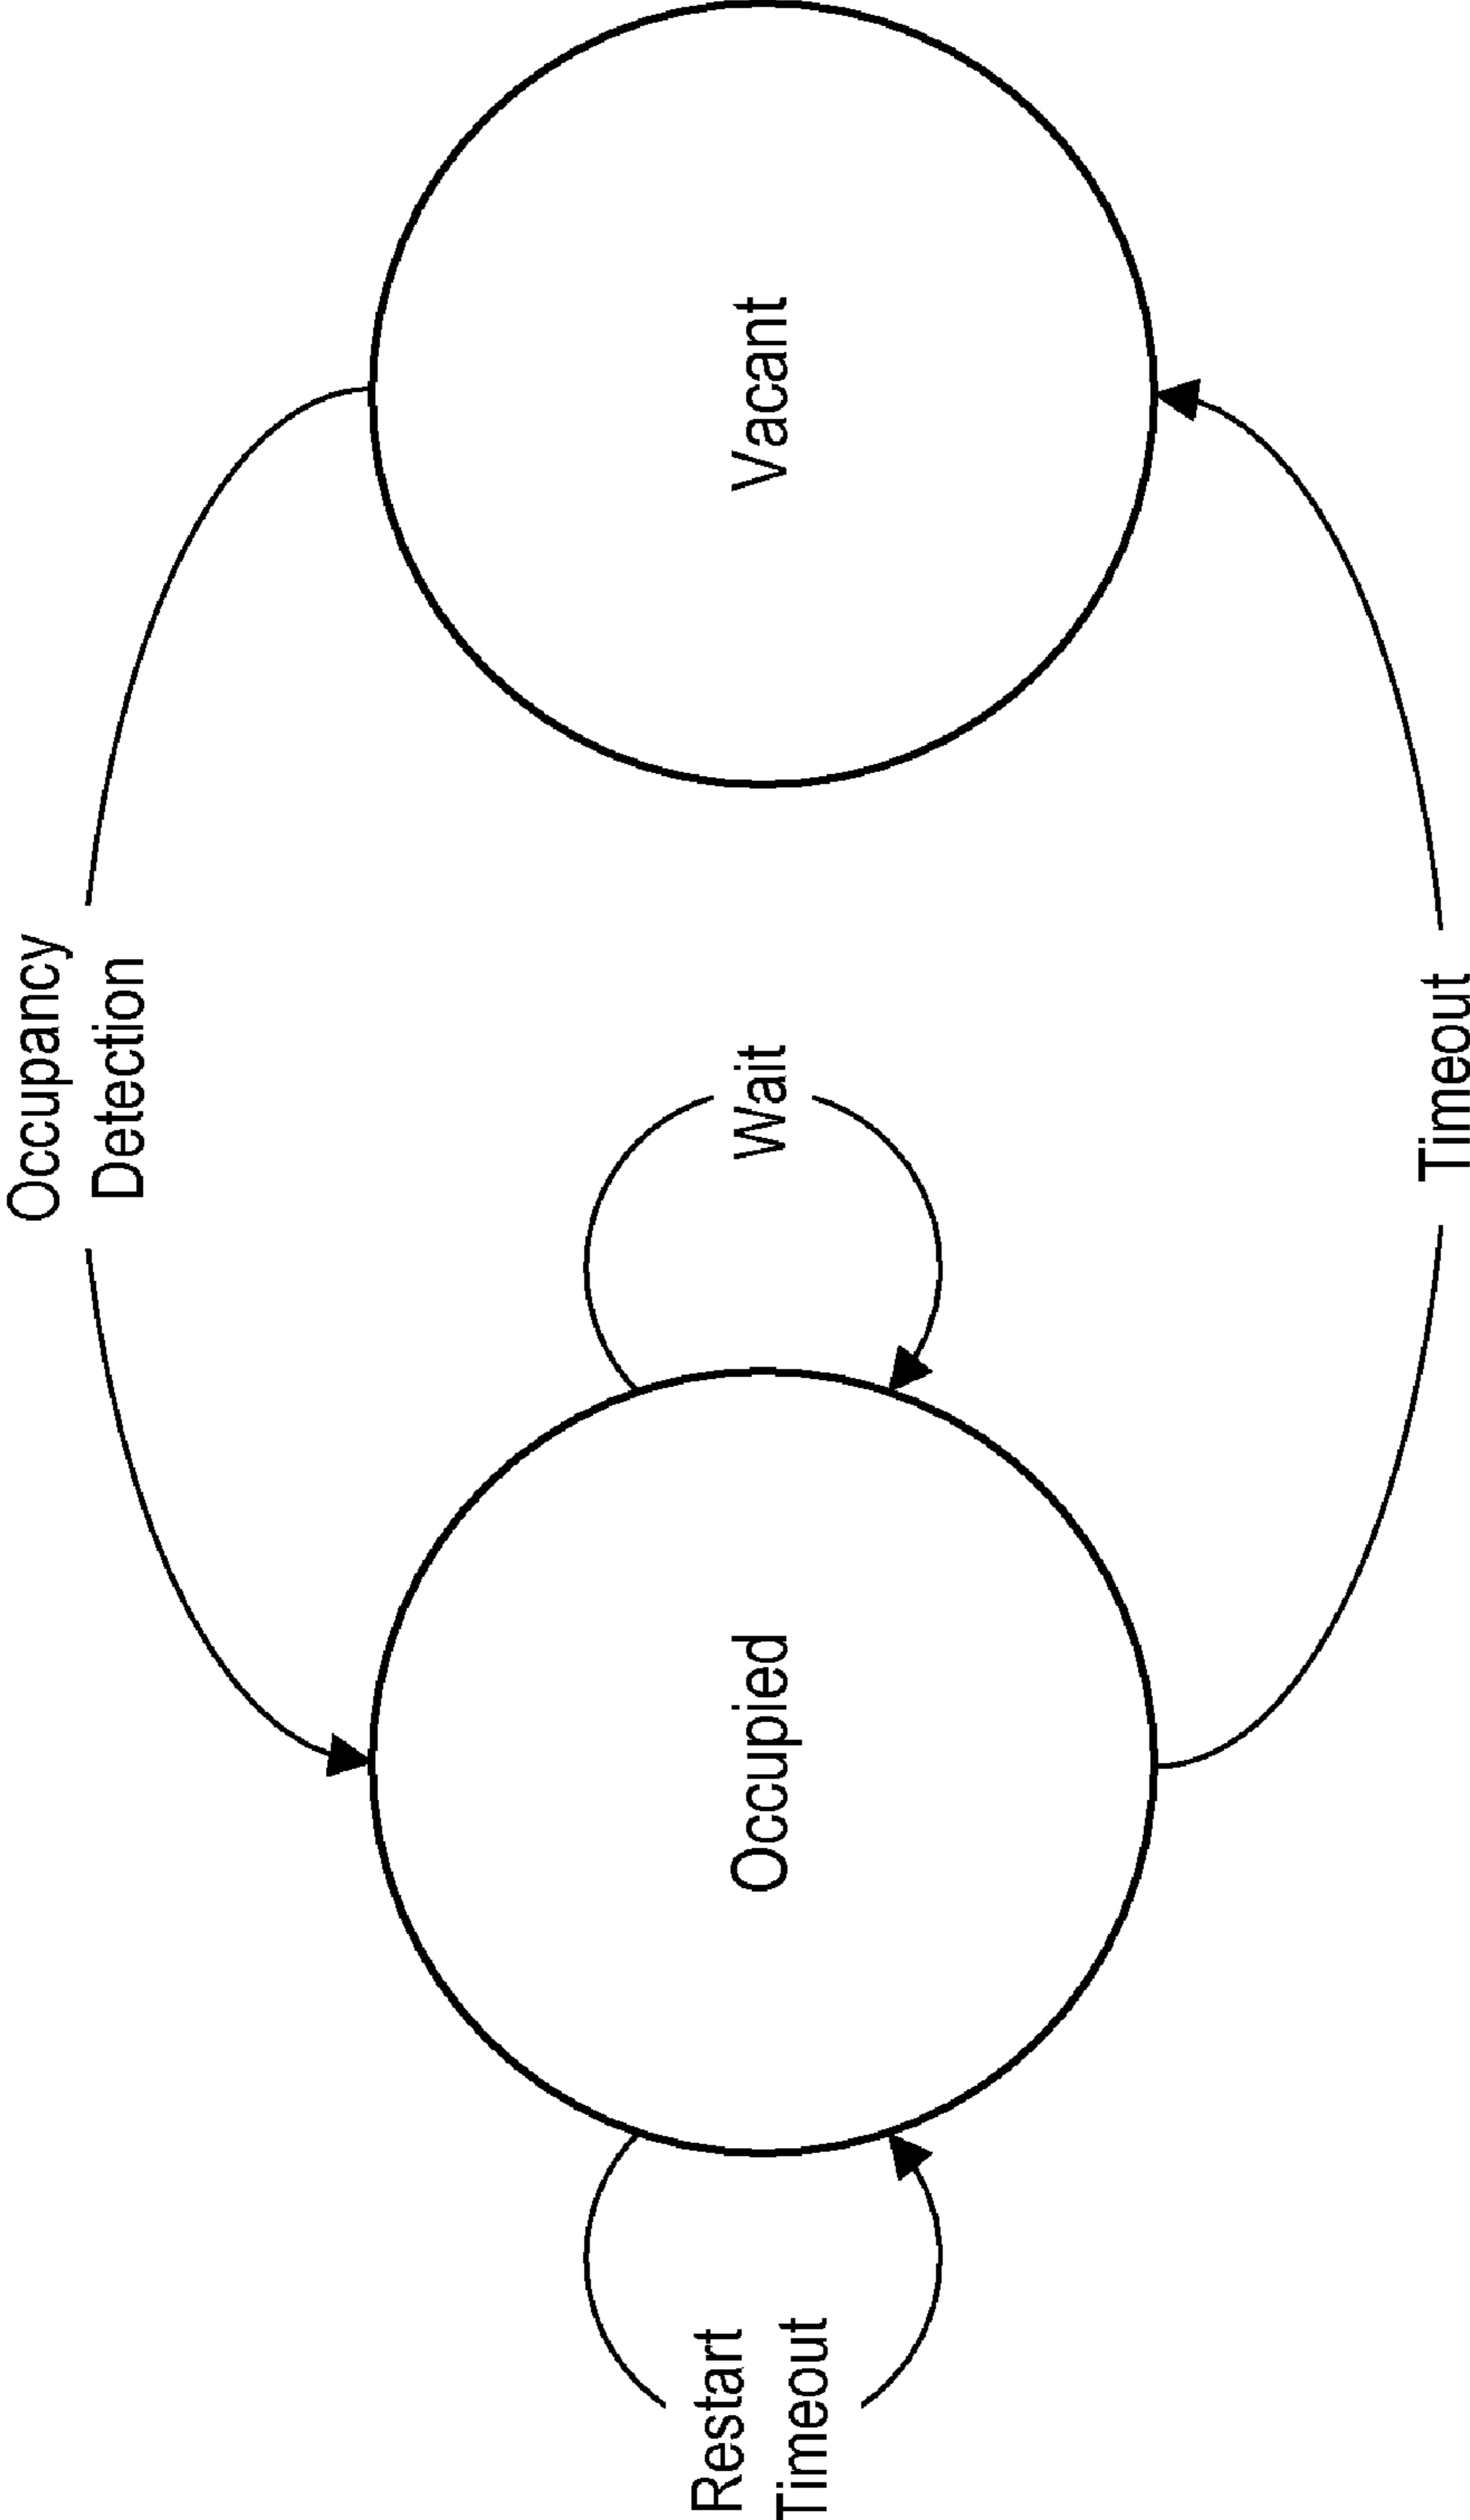 Occupancy
Detection
Restart
Timeout
Occupied
Wait
Vacant
Timeout